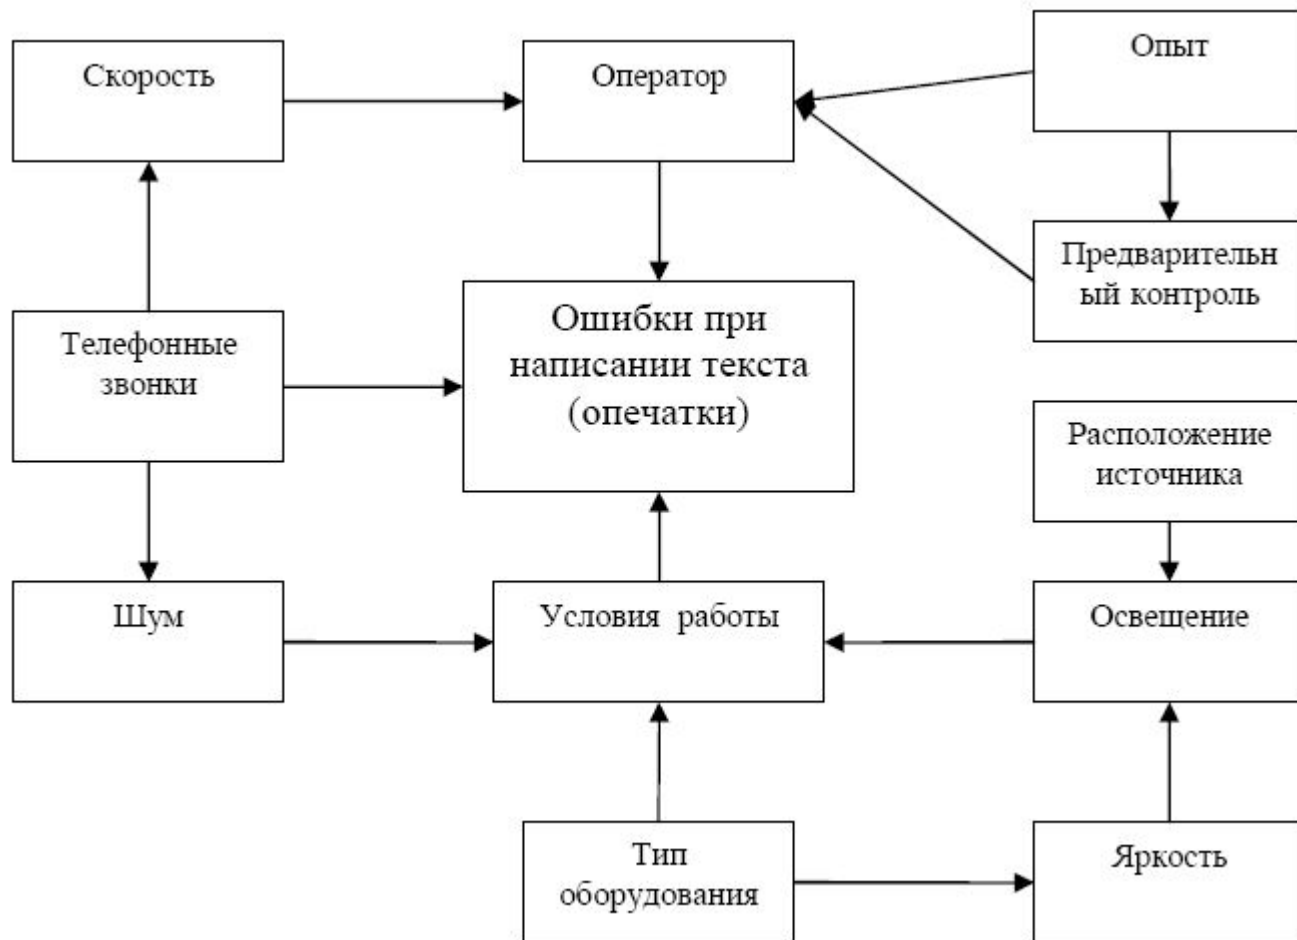 Скорость
Оператор
Опыт
Предварительн
ый контроль
Телефонные
звонки
Ошибки при
написании текста
(опечатки)
Расположение
источника
Шум
Условия работы
Освещение
Тип
оборудования
Яркость